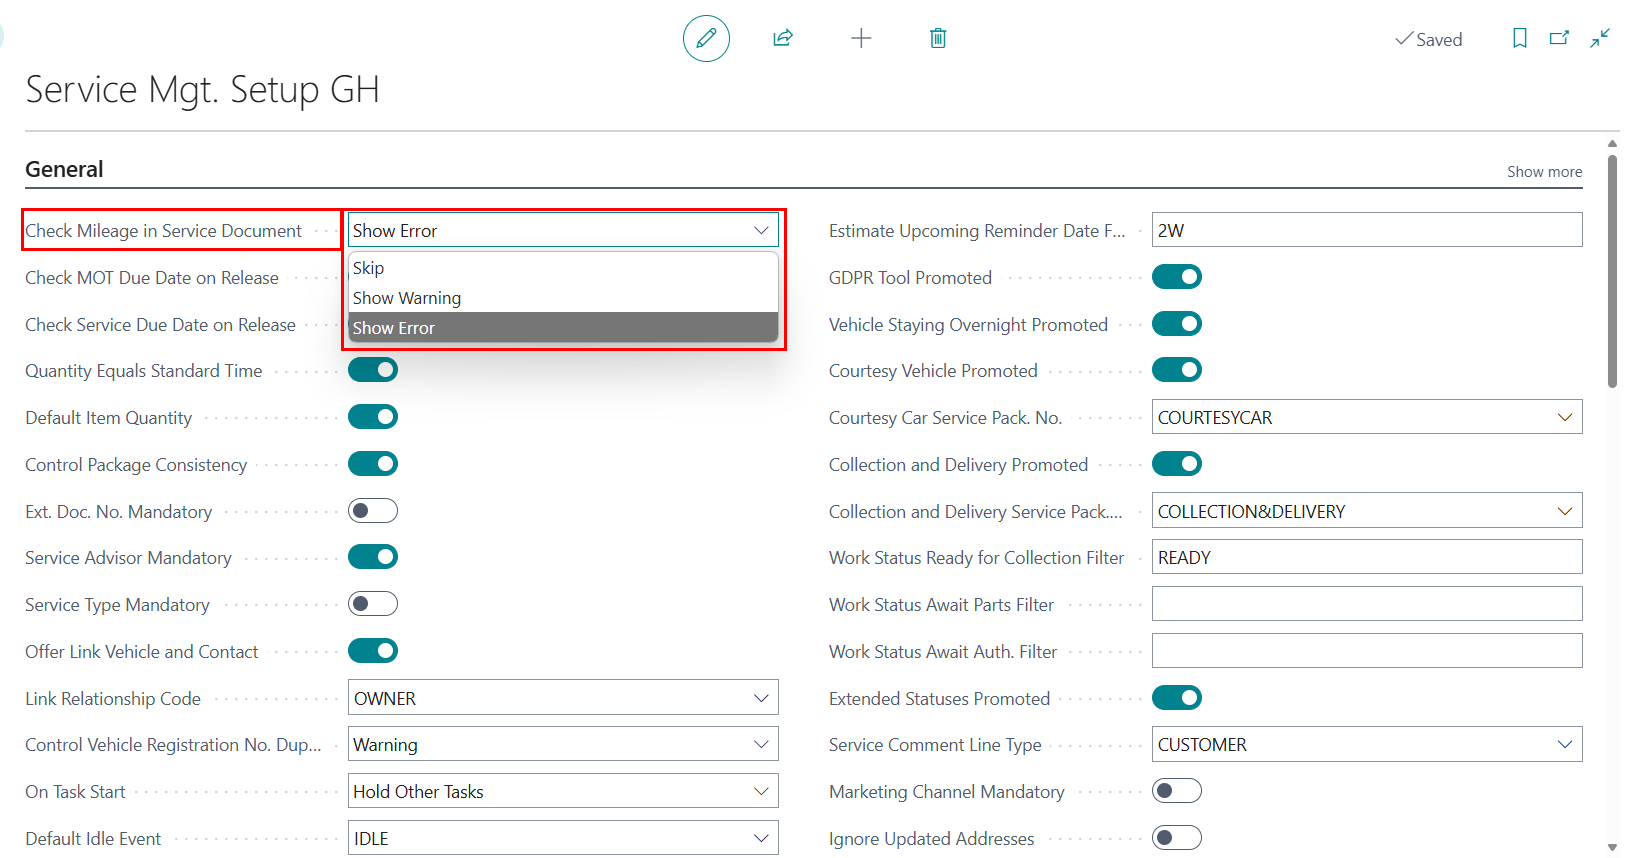 Saved
Service Mgt. Setup GH
General
Show more
Check Mileage in Service Document
Show Error
Skip
Show Warning
Show Error
Check MOT Due Date on Release
Check Service Due Date on Release
Quantity Equals Standard Time
Default Item Quantity
Control Package Consistency
Ext. Doc. No. Mandatory
Service Advisor Mandatory
Service Type Mandatory
Offer Link Vehicle and Contact
Link Relationship Code
OWNER
Control Vehicle Registration No. Dup...
Warning
On Task Start
Hold Other Tasks
Default Idle Event
IDLE
Estimate Upcoming Reminder Date F...
2W
GDPR Tool Promoted
Vehicle Staying Overnight Promoted
Courtesy Vehicle Promoted
Courtesy Car Service Pack. No.
COURTESYCAR
Collection and Delivery Promoted
Collection and Delivery Service Pack....
COLLECTION&DELIVERY
Work Status Ready for Collection Filter
READY
Work Status Await Parts Filter
Work Status Await Auth. Filter
Extended Statuses Promoted
Service Comment Line Type
CUSTOMER
Marketing Channel Mandatory
Ignore Updated Addresses